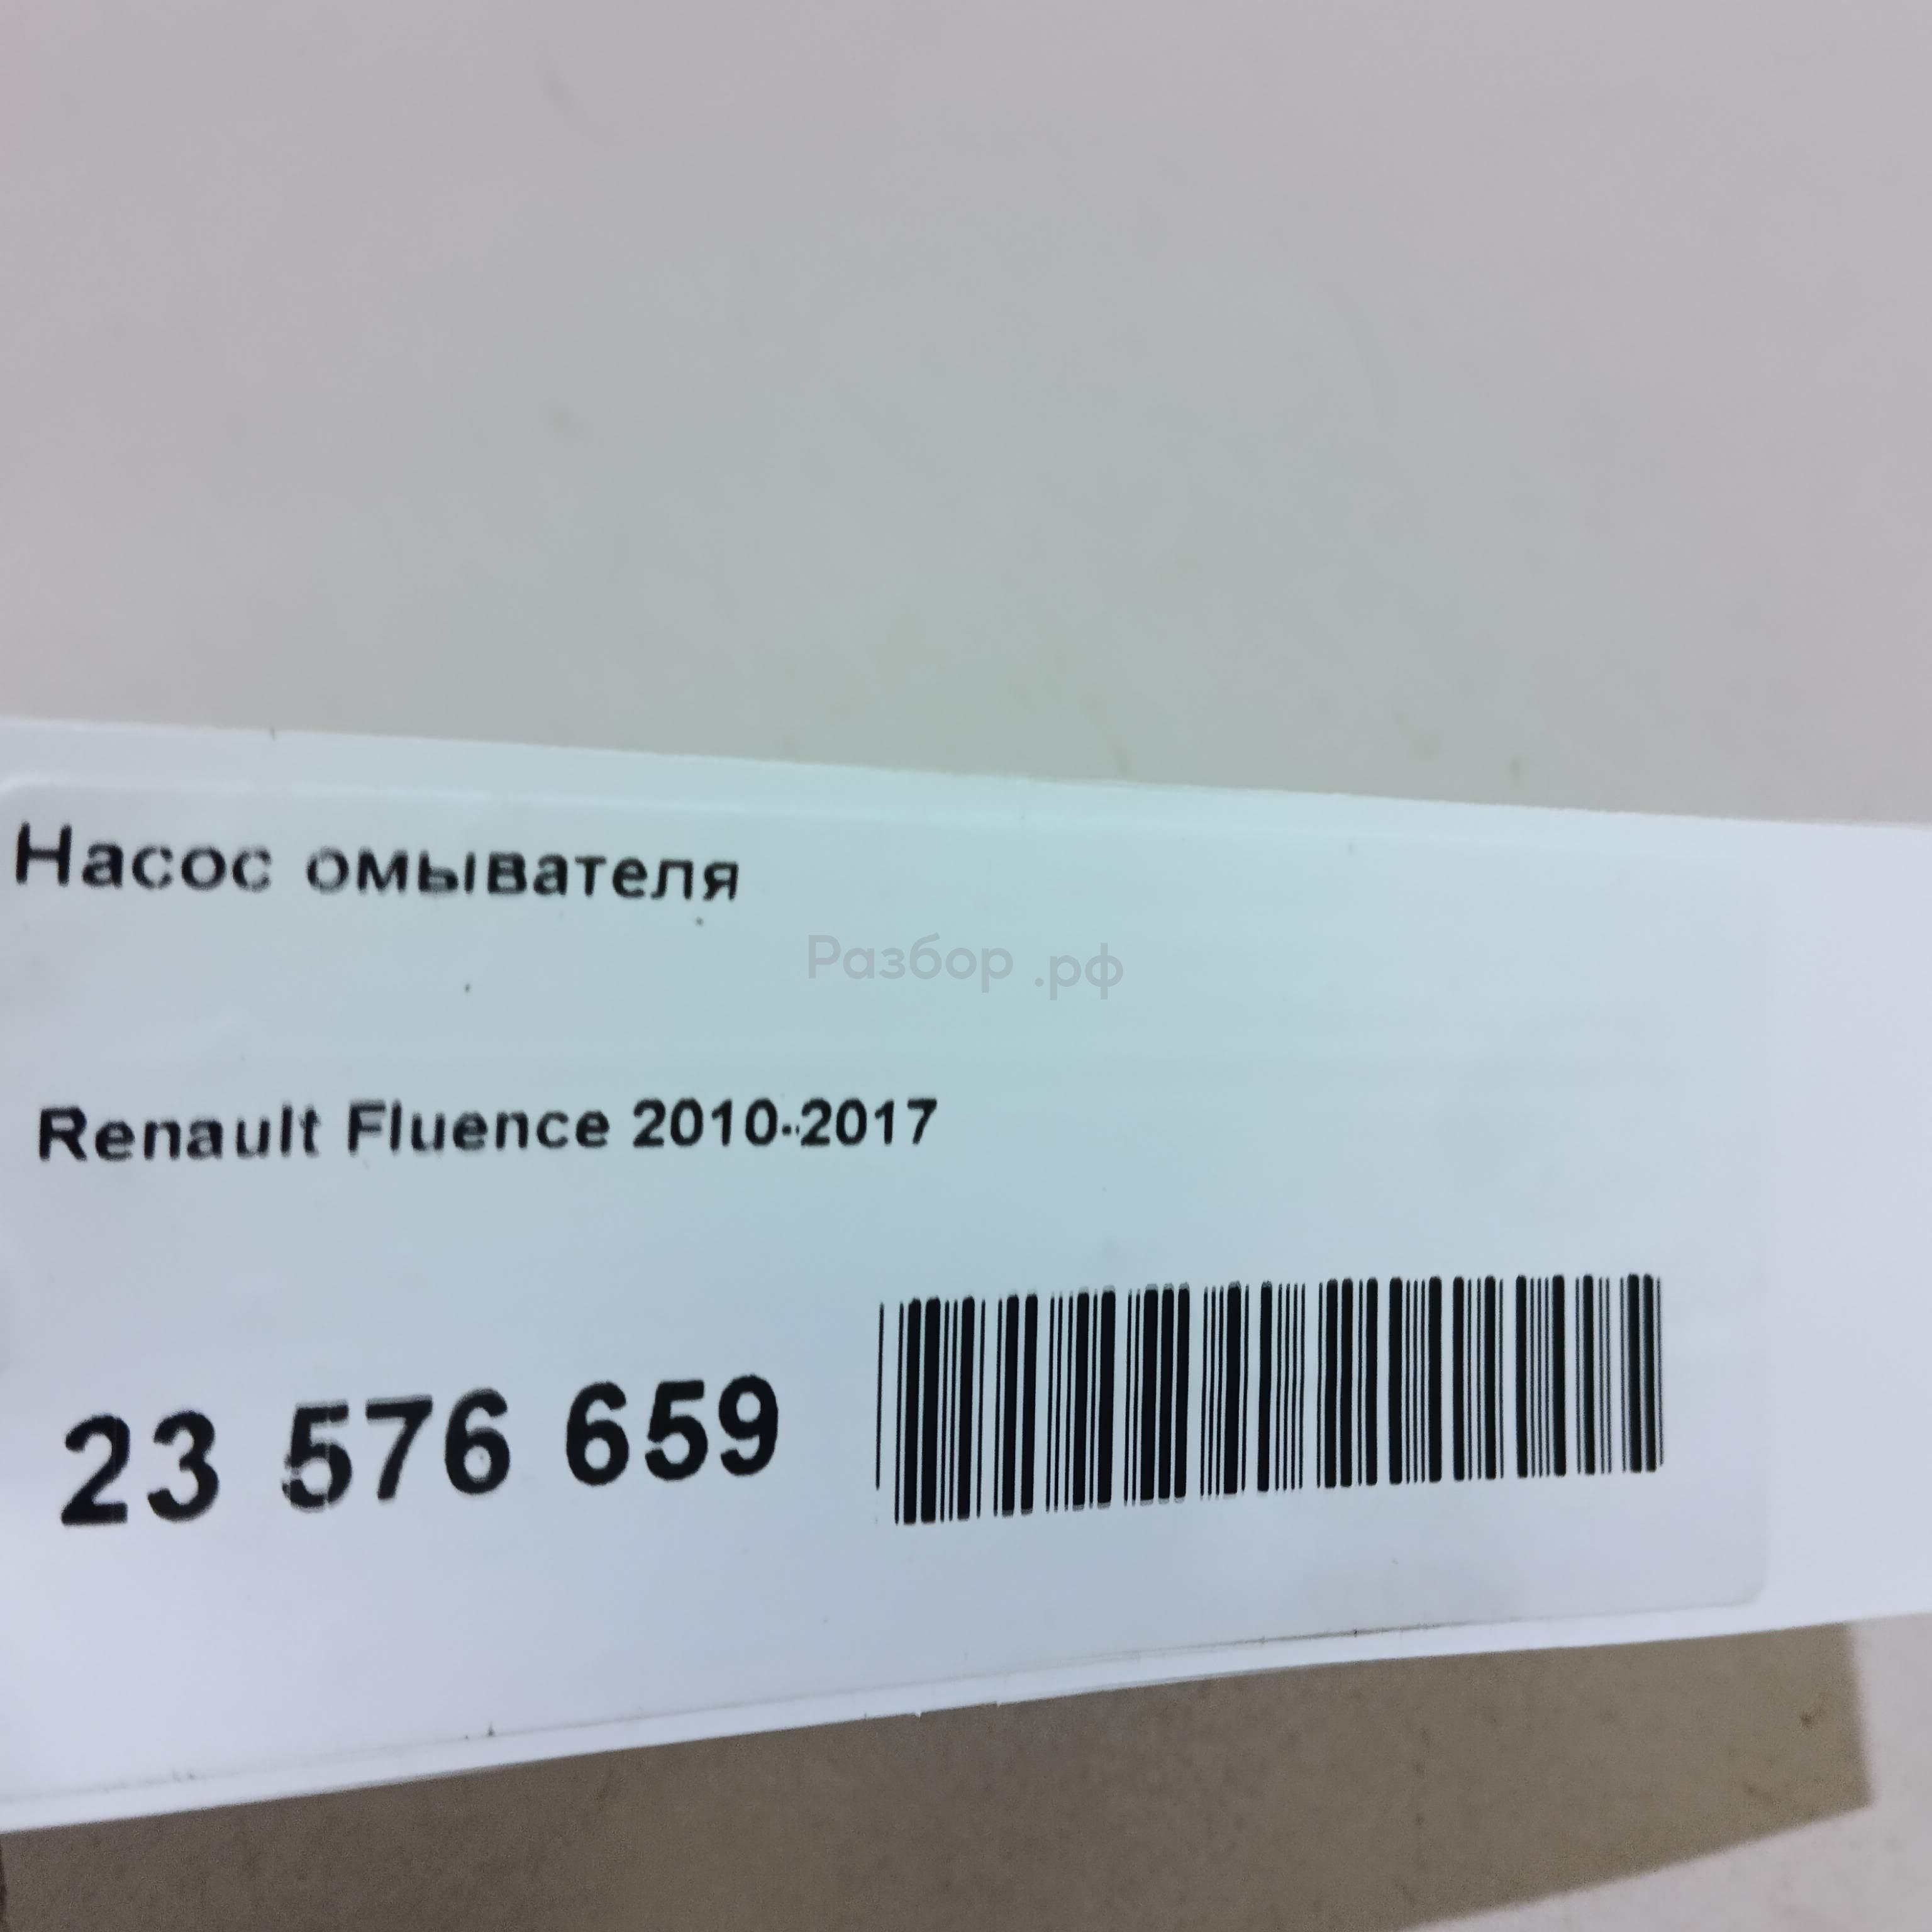 Насос омывателя
Разбор .рф
Renault Fluence 2010-2017
23 576 659